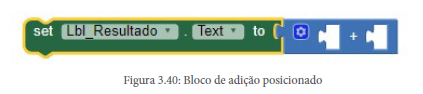 set Lbl_Resultado . Text to +
Figura 3.40: Bloco de adição posicionado